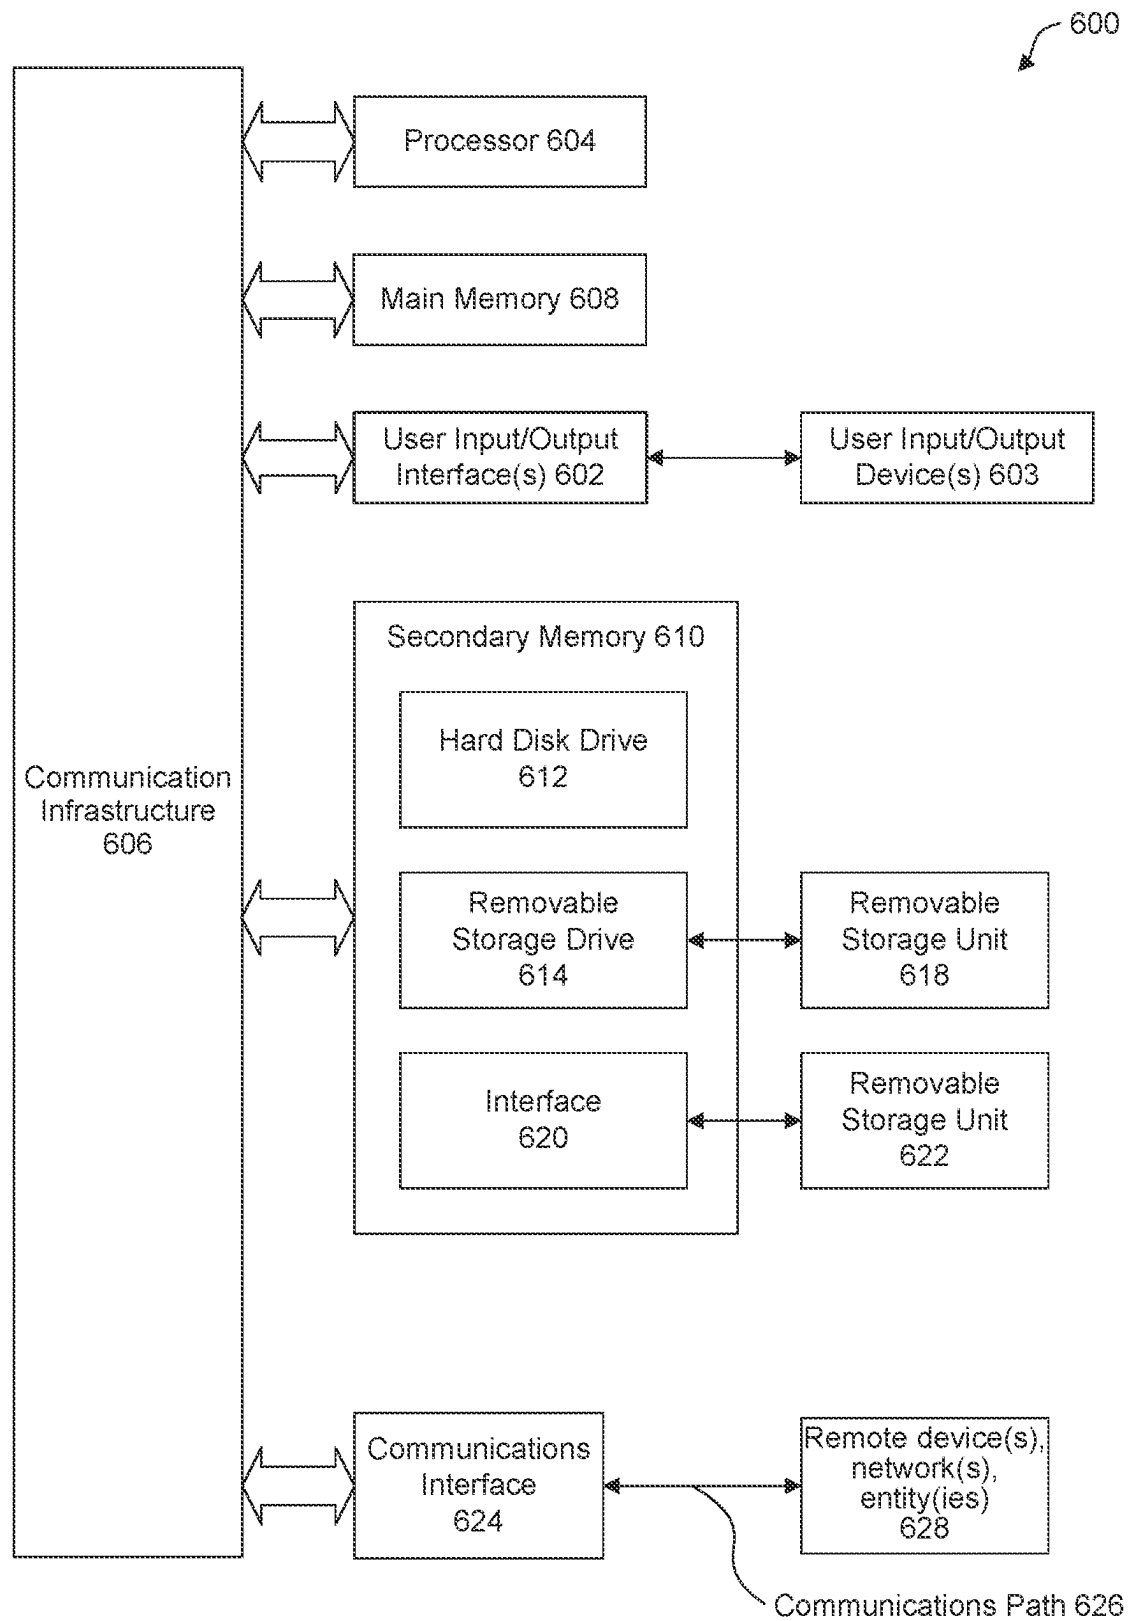 600
Processor 604
Main Memory 608
User Input/Output
Interface(s) 602
User Input/Output
Device(s) 603
Secondary Memory 610
Hard Disk Drive
612
Communication
Infrastructure
606
Removable
Storage Drive
614
Removable
Storage Unit
618
Interface
620
Removable
Storage Unit
622
Communications
Interface
624
Remote device(s),
network(s),
entity(ies)
628
Communications Path 626